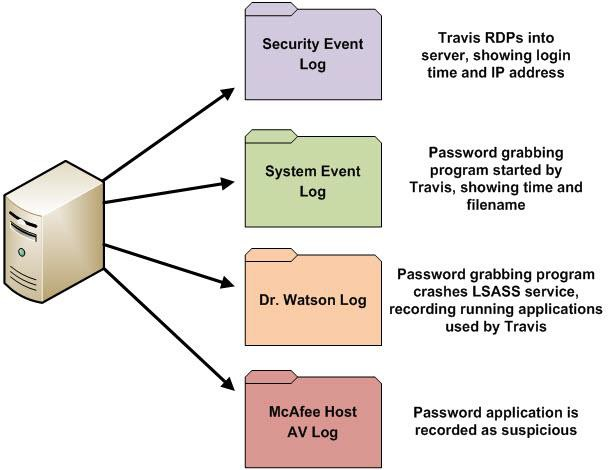 Security Event
Log
Travis RDPs into
server, showing login
time and IP address
System Event
Log
Password grabbing
program started by
Travis, showing time and
filename
Dr. Watson Log
Password grabbing program
crashes LSASS service,
recording running applications
used by Travis
McAfee Host
AV Log
Password application is
recorded as suspicious